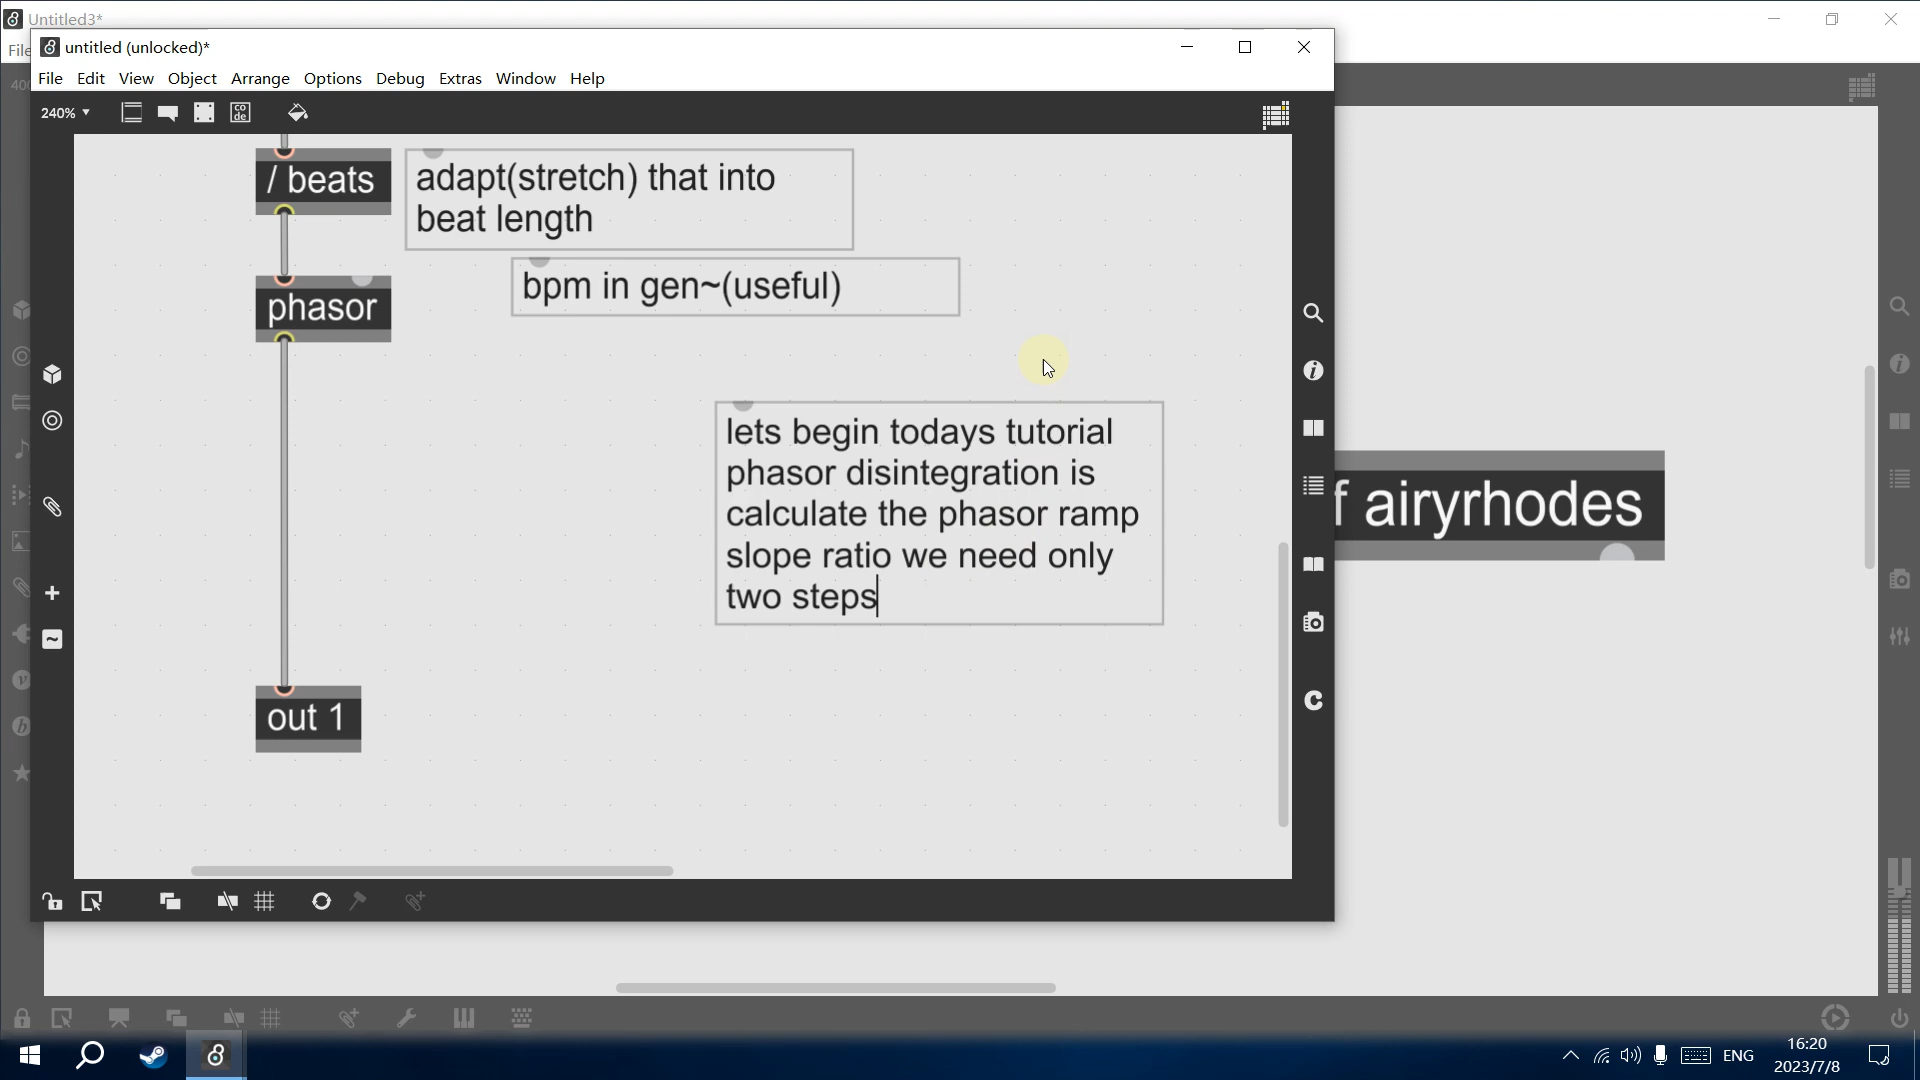 Untitled3*
File
untitled (unlocked)*
File Edit View Object Arrange Options Debug Extras Window Help
240%
co
de
/ beats
adapt(stretch) that into
beat length
bpm in gen~(useful)
phasor
lets begin todays tutorial
phasor disintegration is
calculate the phasor ramp
slope ratio we need only
two steps
airyrhodes
out 1
16:20
ENG
2023/7/8